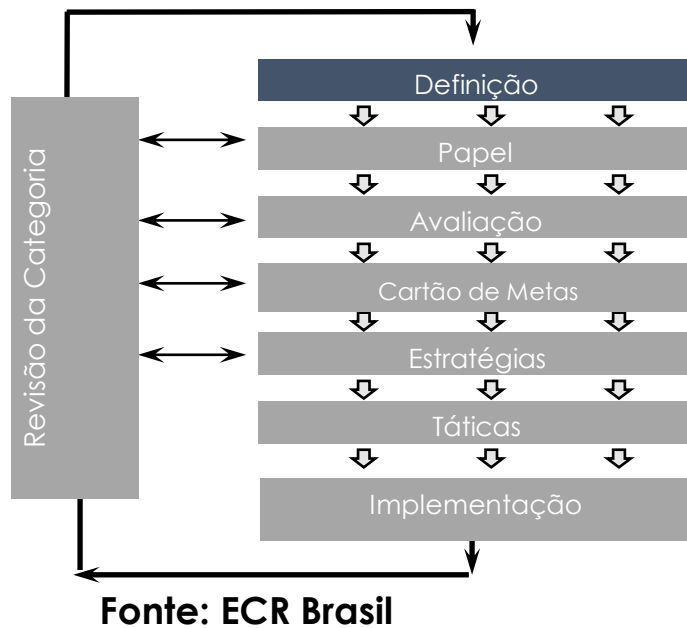 Definição
Papel
Avaliação
Cartão de Metas
Estratégias
Táticas
Implementação
Revisão da Categoria
Fonte: ECR Brasil